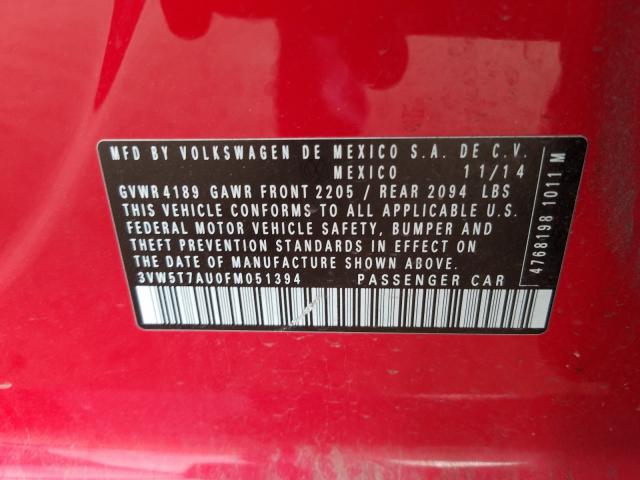 MFD BY VOLKSWAGEN DE MEXICO S.A. DE C.V.
MEXICO 11/14
GVWR 4189 GAWR FRONT 2205 / REAR 2094 LBS
THIS VEHICLE CONFORMS TO ALL APPLICABLE U.S.
FEDERAL MOTOR VEHICLE SAFETY, BUMPER AND
THEFT PREVENTION STANDARDS IN EFFECT ON
THE DATE OF MANUFACTURE SHOWN ABOVE.
3VW5T7AU0FM051394 PASSENGER CAR
4768198 1011 M